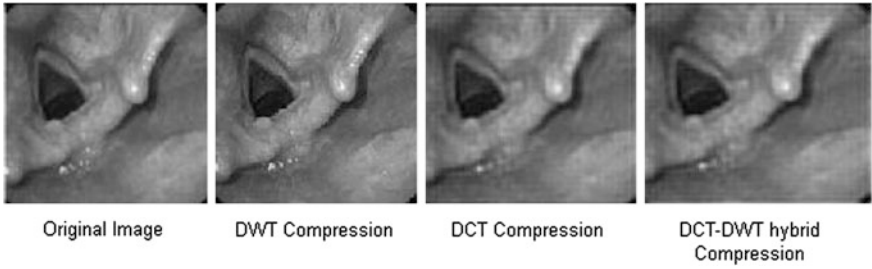 Original Image
DWT Compression
DCT Compression
DCT-DWT hybrid
Compression